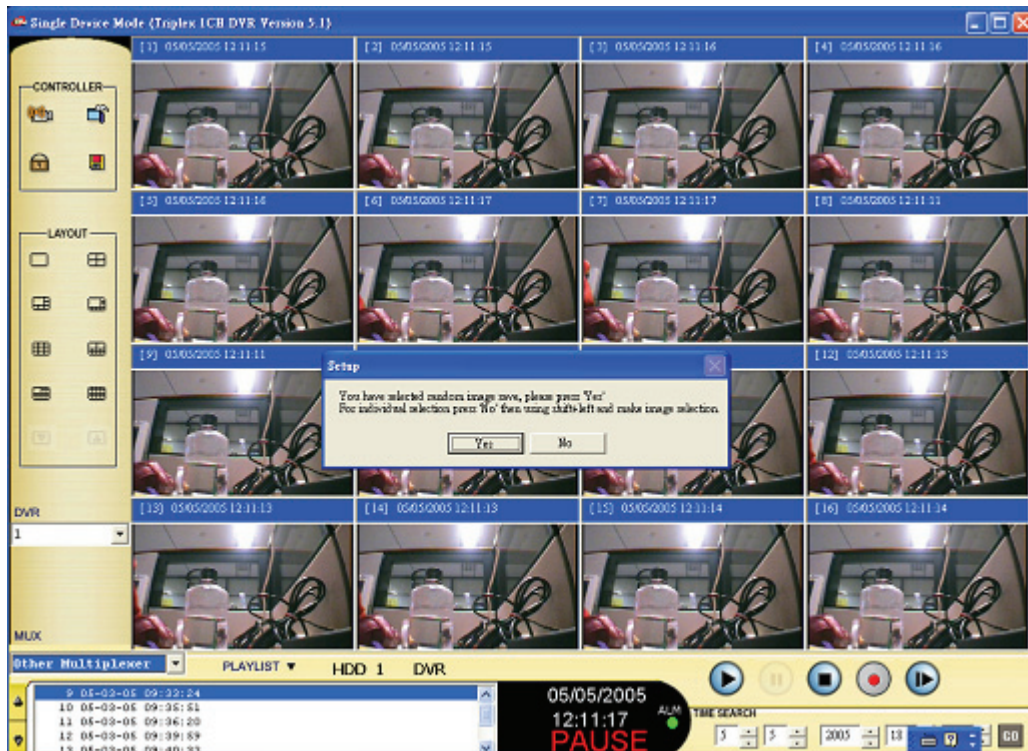 Single Device Mode (Triplex 1CH DVR Version 5.1)
CONTROLLER
LAYOUT
DVR
1
MUX
Other Multiplexer
[1] 05/05/2005 12:11:15
[2] 05/05/2005 12:11:15
[3] 05/05/2005 12:11:16
[4] 05/05/2005 12:11:16
[5] 05/05/2005 12:11:16
[6] 05/05/2005 12:11:17
[7] 05/05/2005 12:11:17
[8] 05/05/2005 12:11:11
[9] 05/05/2005 12:11:11
[12] 05/05/2005 12:11:13
Setup
You have selected random image save, please press 'Yes'
For individual selection press 'No' then using shift+left and make image selection.
Yes
No
[13] 05/05/2005 12:11:13
[14] 05/05/2005 12:11:13
[15] 05/05/2005 12:11:14
[16] 05/05/2005 12:11:14
PLAYLIST ▼
HDD 1
DVR
9 05-03-05 09:33:24
10 05-03-05 09:35:51
11 05-03-05 09:36:20
12 05-03-05 09:39:59
05/05/2005
12:11:17
ALM
PAUSE
TIME SEARCH
5
5
2005
13
GO